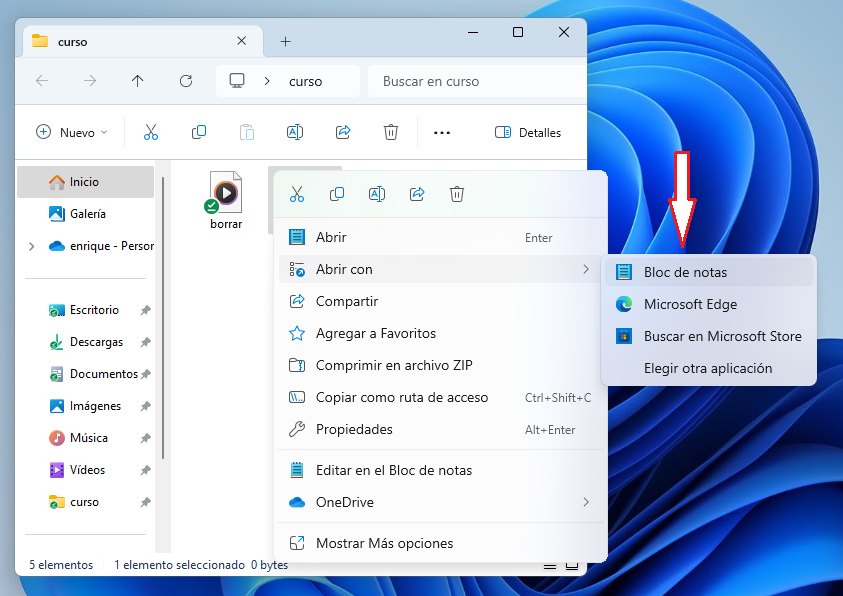 curso
curso
Buscar en curso
Nuevo
Detalles
Inicio
Galería
enrique - Person
Escritorio
Descargas
Documentos
Imágenes
Música
Vídeos
curso
borrar
Abrir Enter
Abrir con
Compartir
Agregar a Favoritos
Comprimir en archivo ZIP
Copiar como ruta de acceso Ctrl+Shift+C
Propiedades Alt+Enter
Editar en el Bloc de notas
OneDrive
Mostrar Más opciones
Bloc de notas
Microsoft Edge
Buscar en Microsoft Store
Elegir otra aplicación
5 elementos 1 elemento seleccionado 0 bytes